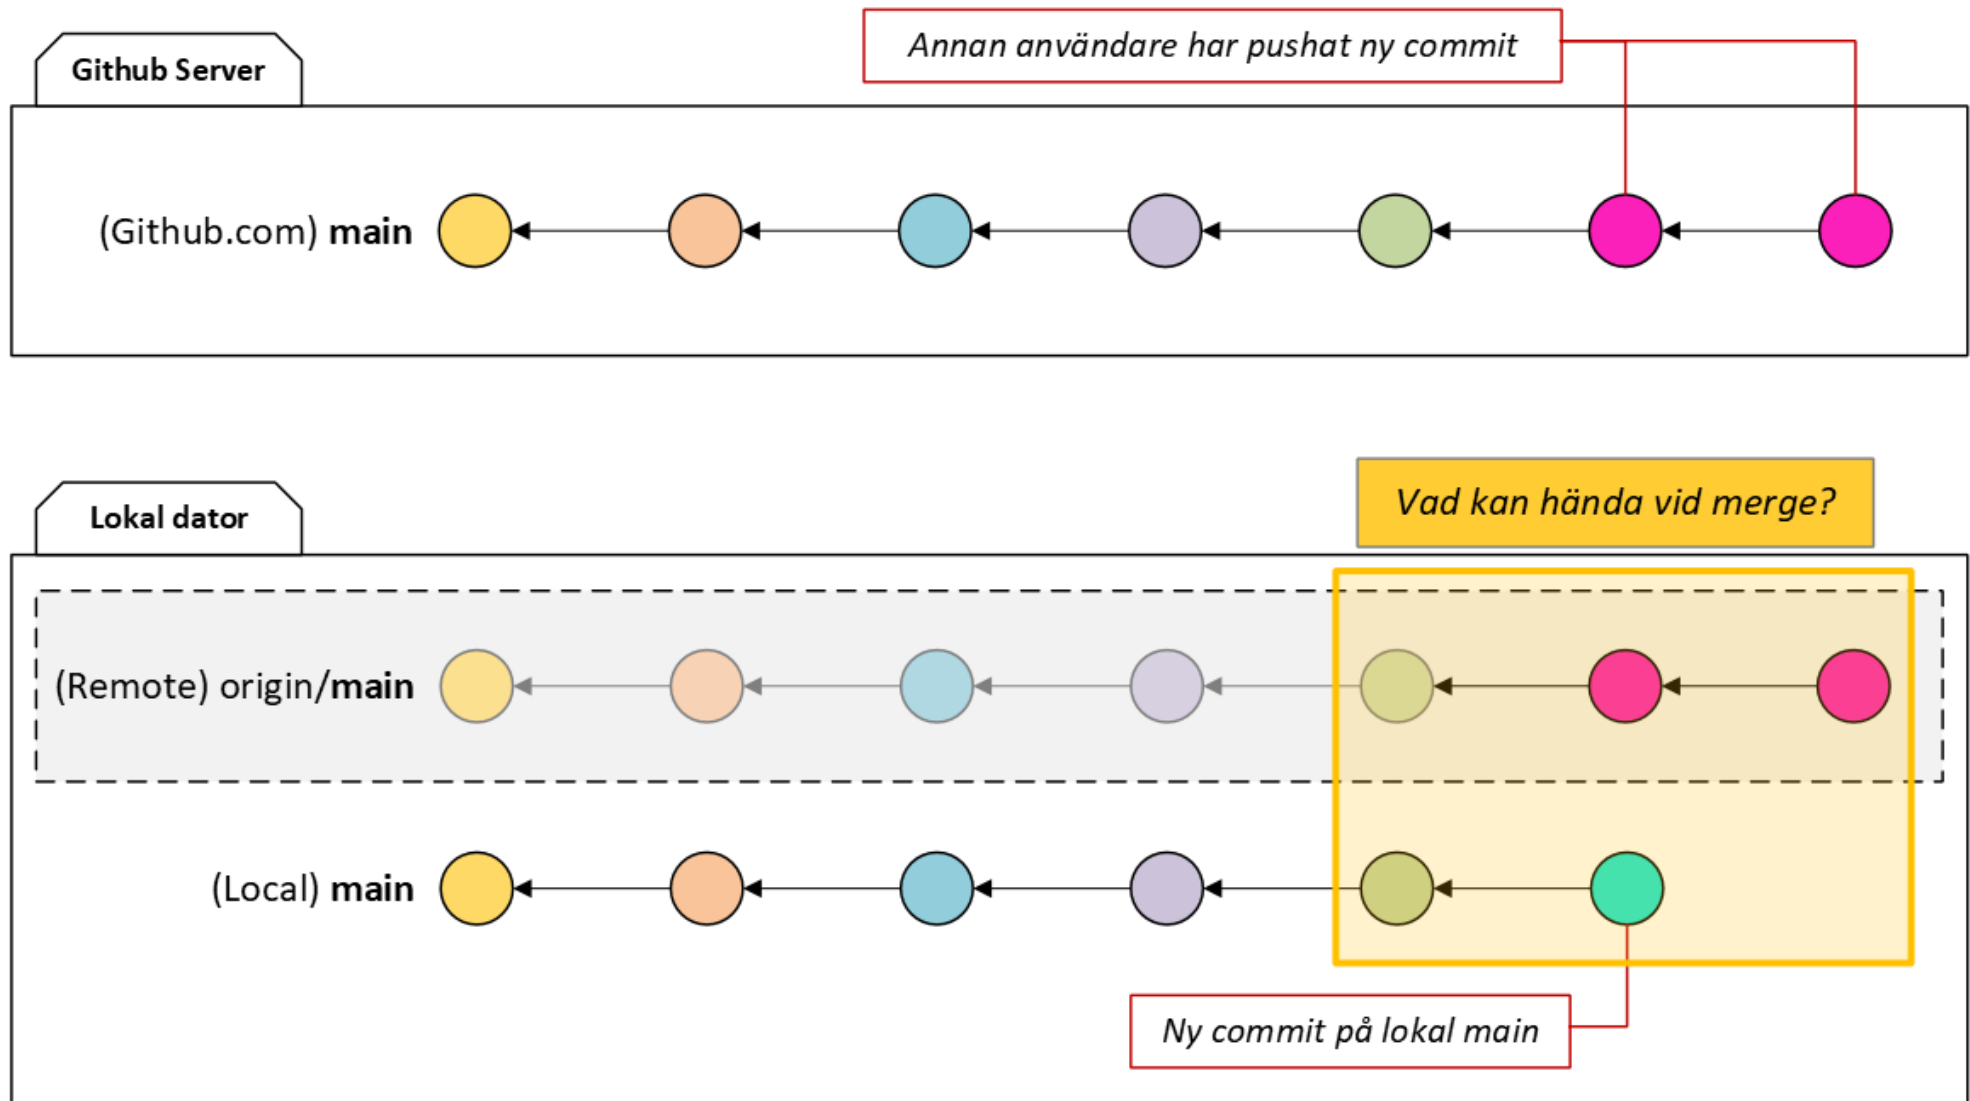 Annan användare har pushat ny commit
Github Server
(Github.com) main
Vad kan hända vid merge?
Lokal dator
(Remote) origin/main
(Local) main
Ny commit på lokal main